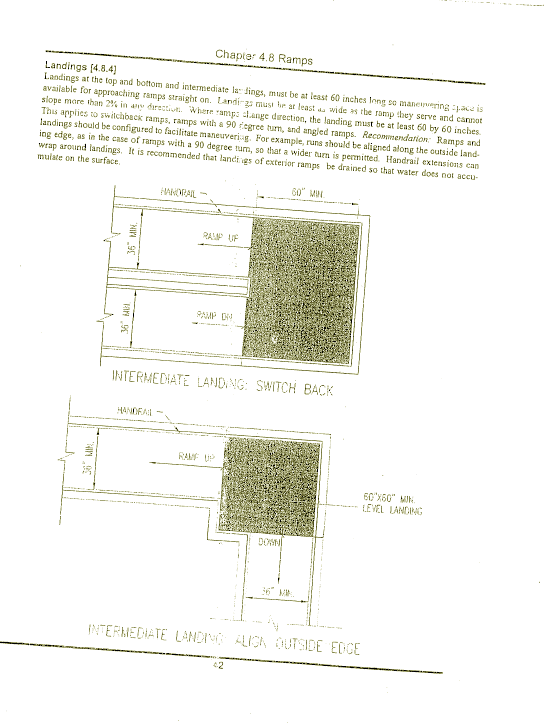 Chapter 4.8 Ramps
Landings [4.8.4]
Landings at the top and bottom and intermediate landings, must be at least 60 inches long so maneuvering space is
available for approaching ramps straight on. Landings must be at least as wide as the ramp they serve and cannot
slope more than 2% in any direction. Where ramps change direction, the landing must be at least 60 by 60 inches.
This applies to switchback ramps, ramps with a 90 degree turn, and angled ramps. Recommendation: Ramps and
landings should be configured to facilitate maneuvering. For example, runs should be aligned along the outside land-
ing edge, as in the case of ramps with a 90 degree turn, so that a wider turn is permitted. Handrail extensions can
wrap around landings. It is recommended that landings of exterior ramps be drained so that water does not accu-
mulate on the surface.
HANDRAIL
60" MIN.
36" MIN.
RAMP UP
36" MIN.
RAMP DN
INTERMEDIATE LANDING: SWITCH BACK
HANDRAIL
36" MIN.
RAMP UP
60"X60" MIN.
LEVEL LANDING
DOWN
36" MIN.
INTERMEDIATE LANDING: ALIGN OUTSIDE EDGE
42